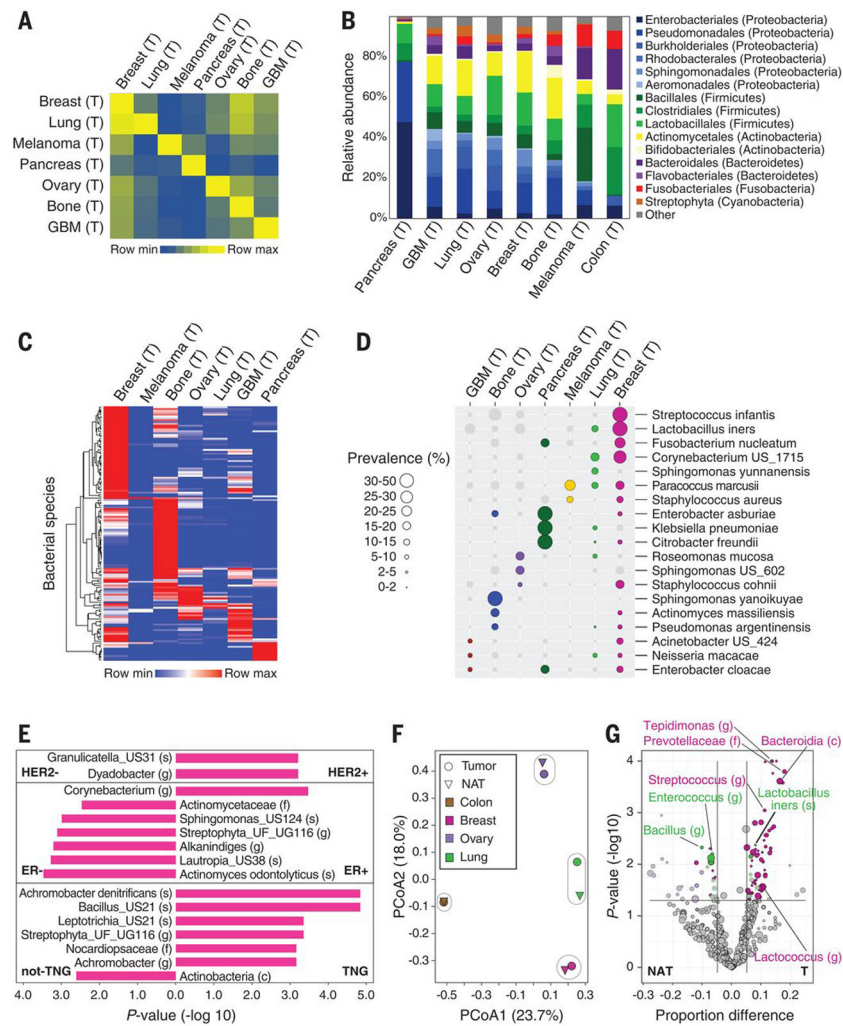 A
Breast (T)
Lung (T)
Melanoma (T)
Pancreas (T)
Ovary (T)
Bone (T)
GBM (T)
Breast (T)
Lung (T)
Melanoma (T)
Pancreas (T)
Ovary (T)
Bone (T)
GBM (T)
Row min
Row max
B
Relative abundance
80%
60%
40%
20%
0%
Pancreas (T)
GBM (T)
Lung (T)
Ovary (T)
Breast (T)
Bone (T)
Melanoma (T)
Colon (T)
Enterobacteriales (Proteobacteria)
Pseudomonadales (Proteobacteria)
Burkholderiales (Proteobacteria)
Rhodobacterales (Proteobacteria)
Sphingomonadales (Proteobacteria)
Aeromonadales (Proteobacteria)
Bacillales (Firmicutes)
Clostridiales (Firmicutes)
Lactobacillales (Firmicutes)
Actinomycetales (Actinobacteria)
Bifidobacteriales (Actinobacteria)
Bacteroidales (Bacteroidetes)
Flavobacteriales (Bacteroidetes)
Fusobacteriales (Fusobacteria)
Streptophyta (Cyanobacteria)
Other
C
Breast (T)
Melanoma (T)
Bone (T)
Ovary (T)
Lung (T)
GBM (T)
Pancreas (T)
Bacterial species
Row min
Row max
D
GBM (T)
Bone (T)
Ovary (T)
Pancreas (T)
Melanoma (T)
Lung (T)
Breast (T)
Prevalence (%)
30-50
25-30
20-25
15-20
10-15
5-10
2-5
0-2
Streptococcus infantis
Lactobacillus iners
Fusobacterium nucleatum
Corynebacterium US_1715
Sphingomonas yunnanensis
Paracoccus marcusii
Staphylococcus aureus
Enterobacter asburiae
Klebsiella pneumoniae
Citrobacter freundii
Roseomonas mucosa
Sphingomonas US_602
Staphylococcus cohnii
Sphingomonas yanoikuyae
Actinomyces massiliensis
Pseudomonas argentinensis
Acinetobacter US_424
Neisseria macacae
Enterobacter cloacae
E
Granulicatella_US31 (s)
HER2-
Dyadobacter (g)
HER2+
Corynebacterium (g)
Actinomycetaceae (f)
Sphingomonas_US124 (s)
Streptophyta_UF_UG116 (g)
Alkanindiges (g)
Lautropia_US38 (s)
ER-
Actinomyces odontolyticus (s)
ER+
Achromobacter denitrificans (s)
Bacillus_US21 (s)
Leptotrichia_US21 (s)
Streptophyta_UF_UG116 (g)
Nocardiopsaceae (f)
Achromobacter (g)
not-TNG
Actinobacteria (c)
TNG
4.0 3.0 2.0 1.0 0.0 1.0 2.0 3.0 4.0 5.0
P-value (-log 10)
F
Tumor
NAT
Colon
Breast
Ovary
Lung
PCoA2 (18.0%)
0.4
0.3
0.2
0.1
0.0
-0.1
-0.2
-0.3
-0.5 -0.3 -0.1 0.1 0.3
PCoA1 (23.7%)
G
Tepidimonas (g)
Bacteroidia (c)
Prevotellaceae (f)
Streptococcus (g)
Lactobacillus
iners (s)
Enterococcus (g)
Bacillus (g)
Lactococcus (g)
P-value (-log10)
4
3
2
1
0
NAT
T
-0.3 -0.2 -0.1 0 0.1 0.2
Proportion difference